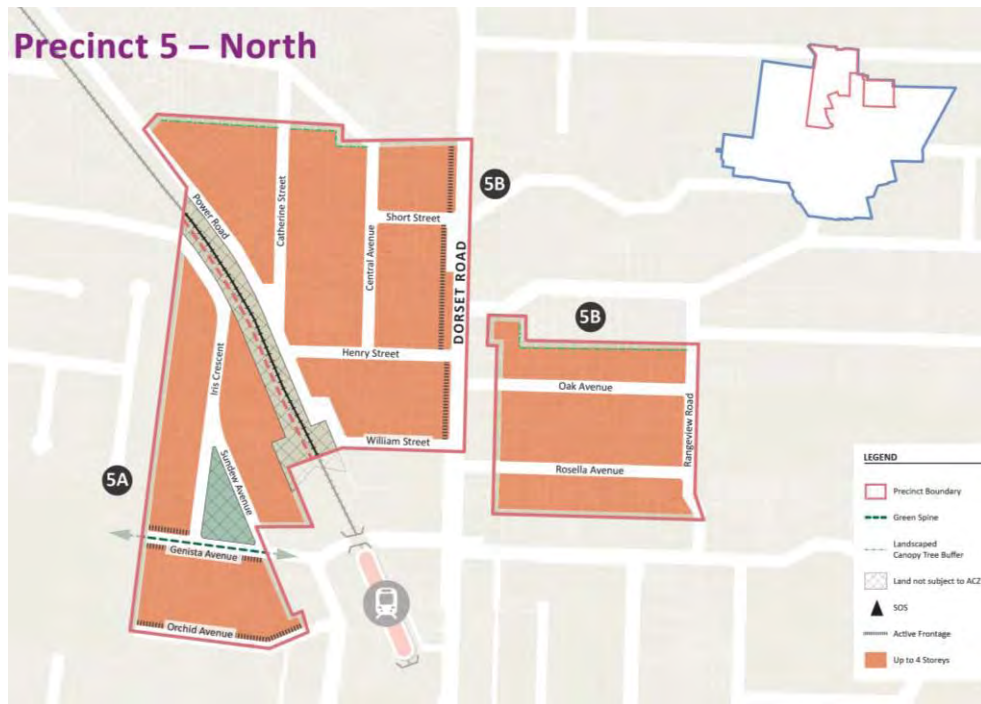 Precinct 5 – North
Power Road
Catherine Street
Central Avenue
Short Street
5B
DORSET ROAD
Henry Street
5B
Iris Crescent
Oak Avenue
Rangeview Road
William Street
Sundew Avenue
Rosella Avenue
5A
Genista Avenue
Orchid Avenue
LEGEND
Precinct Boundary
Green Spine
Landscaped
Canopy Tree Buffer
Land not subject to ACZ
SOS
Active Frontage
Up to 4 Storeys